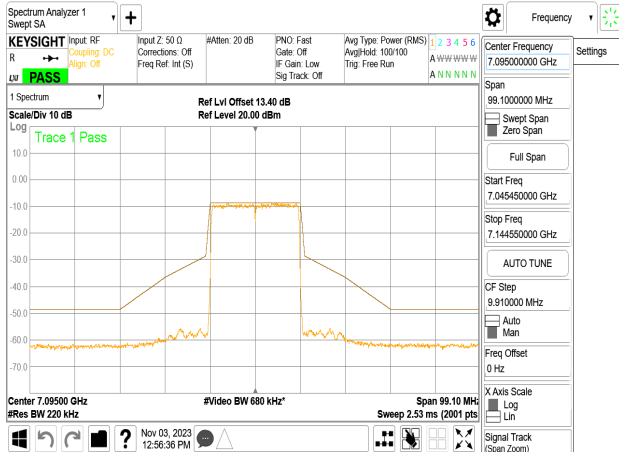 Spectrum Analyzer 1
Swept SA
Frequency
KEYSIGHT
R
LXI
PASS
Input: RF
Coupling: DC
Align: Off
Input Z: 50 Ω
Corrections: Off
Freq Ref: Int (S)
#Atten: 20 dB
PNO: Fast
Gate: Off
IF Gain: Low
Sig Track: Off
Avg Type: Power (RMS)
Avg|Hold: 100/100
Trig: Free Run
1 2 3 4 5 6
A W W W W W
A N N N N N
Center Frequency
7.095000000 GHz
Settings
Span
99.1000000 MHz
Swept Span
Zero Span
Full Span
Start Freq
7.045450000 GHz
Stop Freq
7.144550000 GHz
AUTO TUNE
CF Step
9.910000 MHz
Auto
Man
Freq Offset
0 Hz
X Axis Scale
Log
Lin
Signal Track
(Span Zoom)
1 Spectrum
Scale/Div 10 dB
Ref Lvl Offset 13.40 dB
Ref Level 20.00 dBm
Log
Trace 1 Pass
10.0
0.00
-10.0
-20.0
-30.0
-40.0
-50.0
-60.0
-70.0
Center 7.09500 GHz
#Video BW 680 kHz*
Span 99.10 MHz
#Res BW 220 kHz
Sweep 2.53 ms (2001 pts
?
Nov 03, 2023
12:56:36 PM